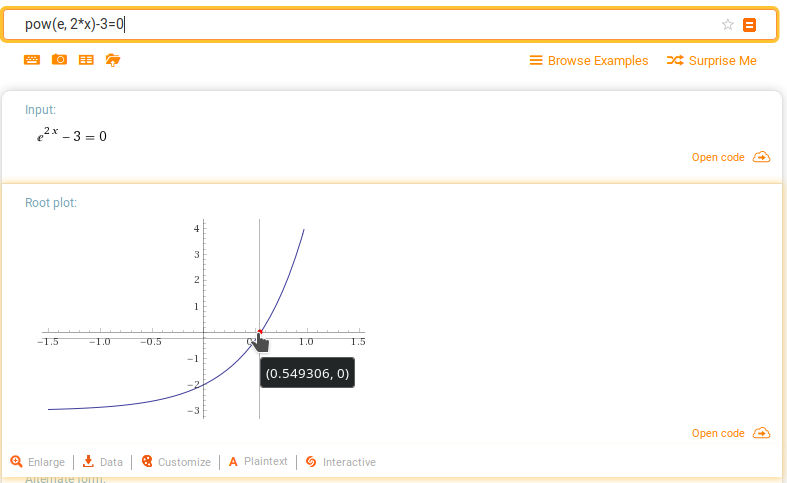 pow(e, 2*x)-3=0
Browse Examples
Surprise Me
Input:
e^2x − 3 = 0
Open code
Root plot:
4
3
2
1
−1.5 −1.0 −0.5 1.0 1.5
−1
(0.549306, 0)
−2
−3
Open code
Enlarge Data Customize A Plaintext Interactive
Alternate form: